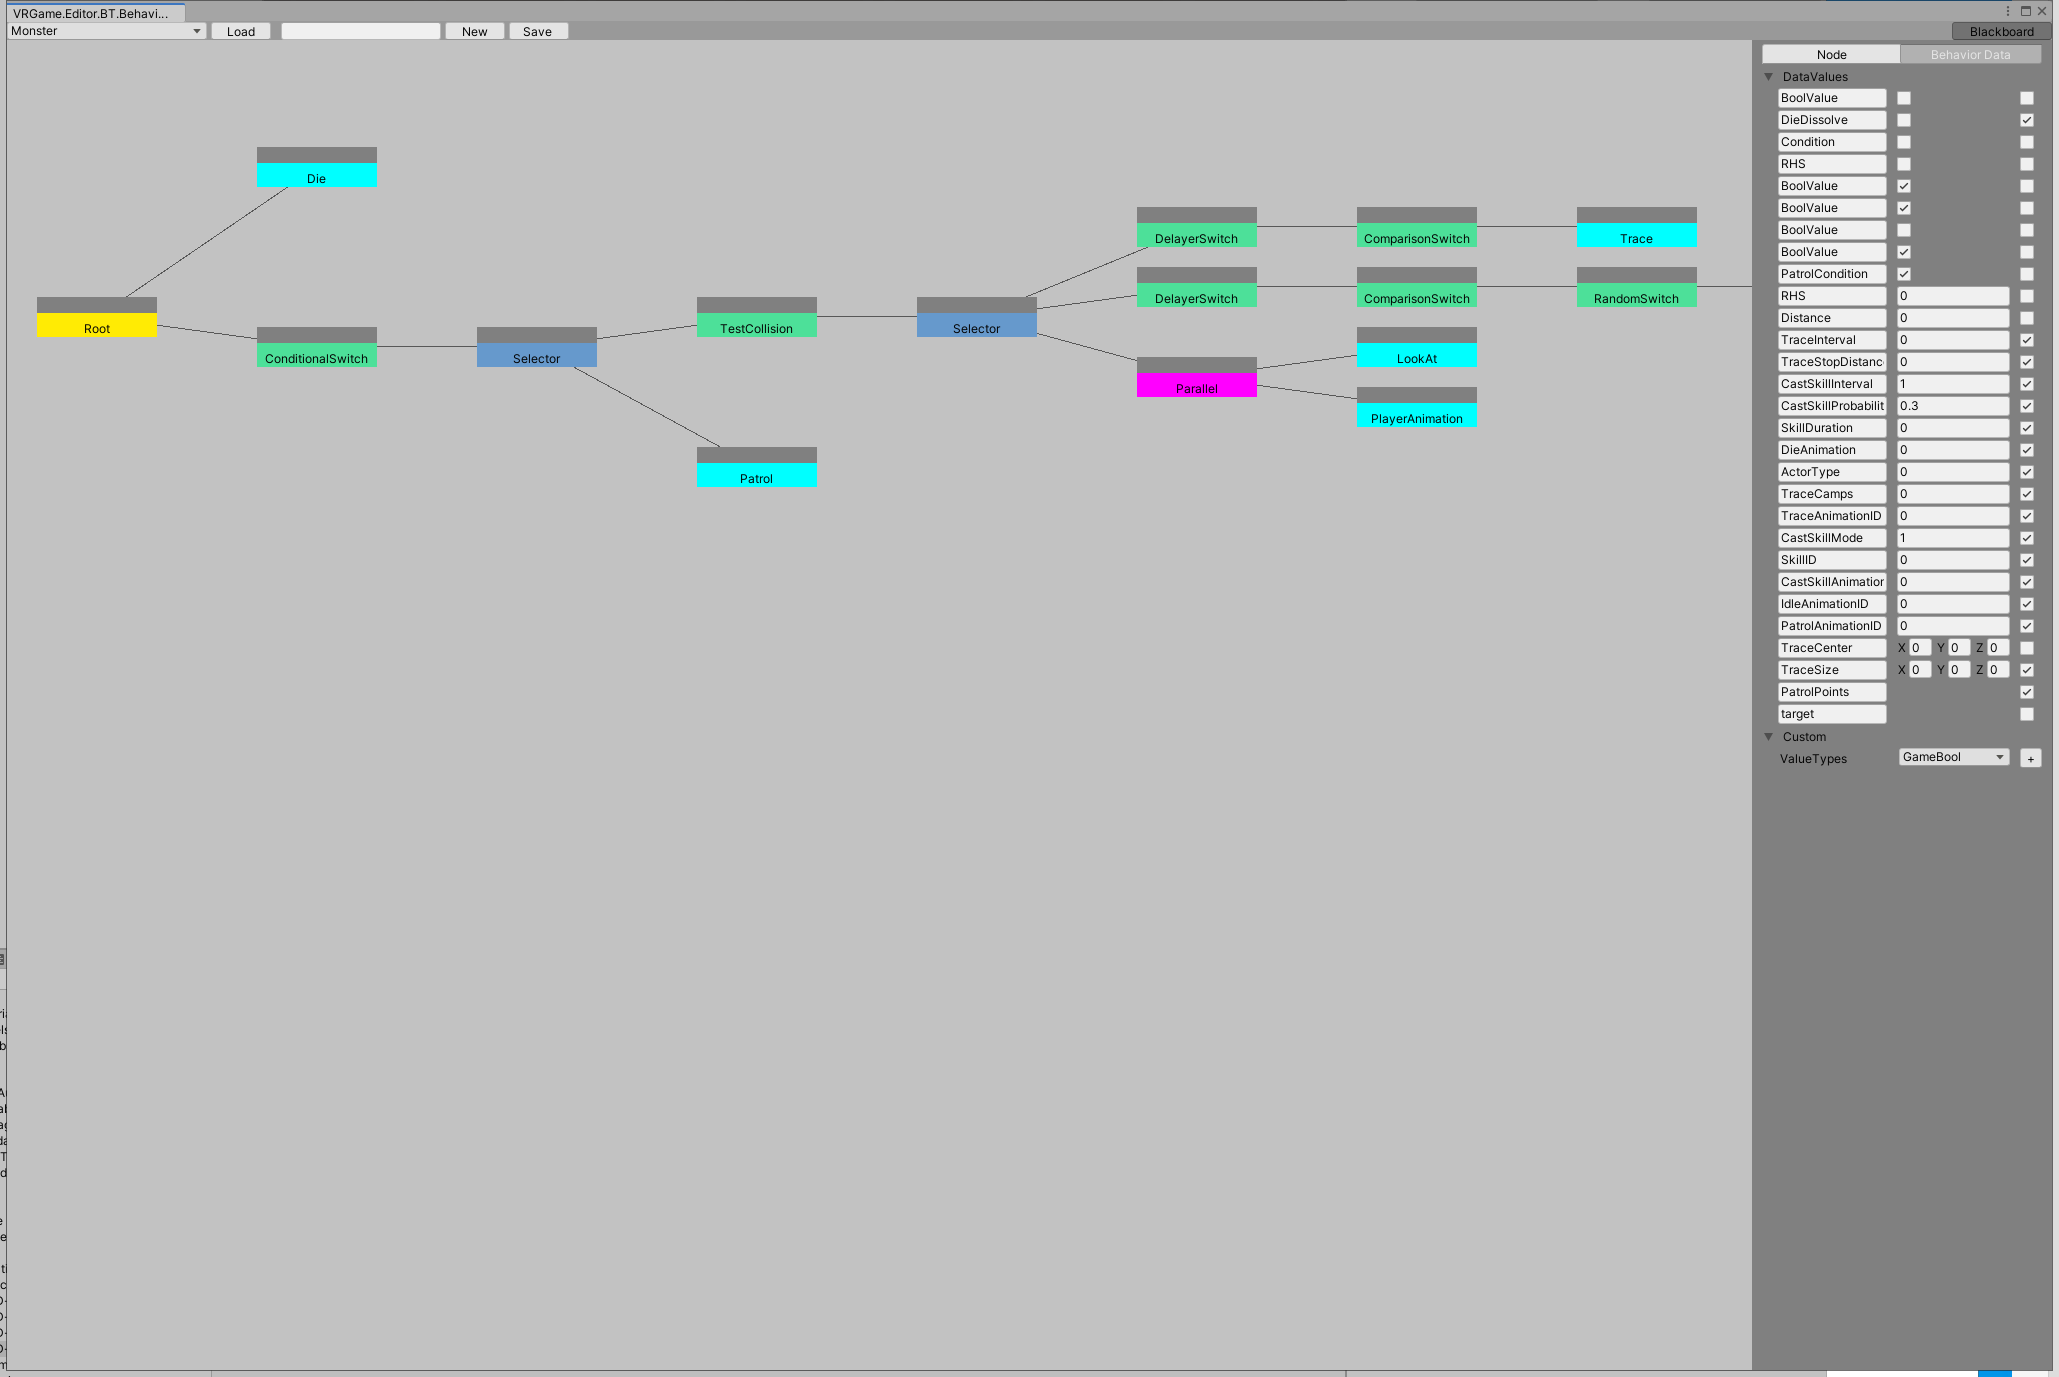 VRGame.Editor.BT.Behavi...
Monster Load New Save Blackboard
Node Behavior Data
DataValues
BoolValue
DieDissolve
Condition
RHS
BoolValue
BoolValue
BoolValue
BoolValue
PatrolCondition
RHS 0
Distance 0
TraceInterval 0
TraceStopDistanc 0
CastSkillInterval 1
CastSkillProbabilit 0.3
SkillDuration 0
DieAnimation 0
ActorType 0
TraceCamps 0
TraceAnimationID 0
CastSkillMode 1
SkillID 0
CastSkillAnimation 0
IdleAnimationID 0
PatrolAnimationID 0
TraceCenter X 0 Y 0 Z 0
TraceSize X 0 Y 0 Z 0
PatrolPoints
target
Custom
ValueTypes GameBool +
Die
Root
ConditionalSwitch
Selector
TestCollision
Patrol
Selector
DelayerSwitch
ComparisonSwitch
Trace
DelayerSwitch
ComparisonSwitch
RandomSwitch
Parallel
LookAt
PlayerAnimation